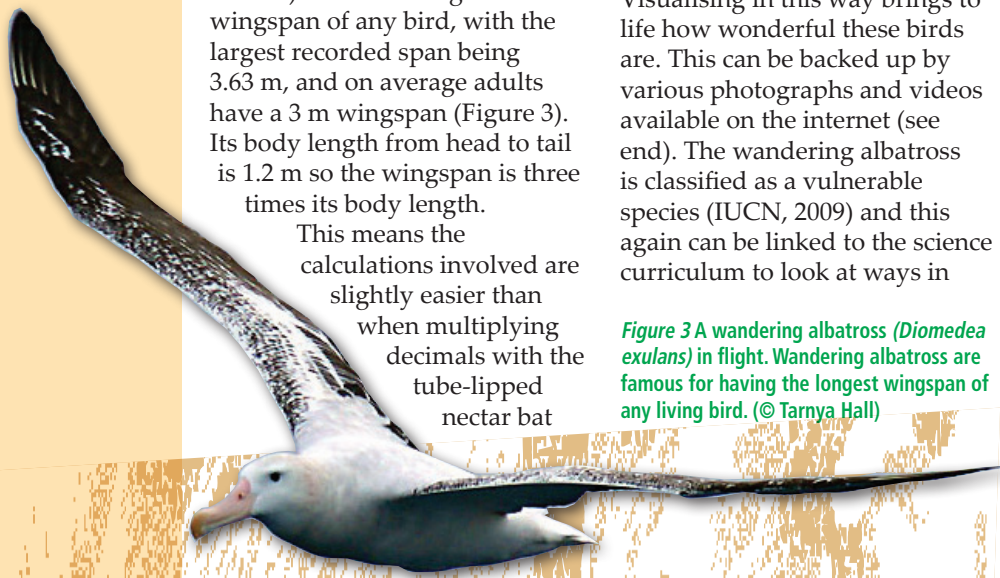 wingspan of any bird, with the
largest recorded span being
3.63 m, and on average adults
have a 3 m wingspan (Figure 3).
Its body length from head to tail
is 1.2 m so the wingspan is three
times its body length.
This means the
calculations involved are
slightly easier than
when multiplying
decimals with the
tube-lipped
nectar bat
Visualising in this way brings to
life how wonderful these birds
are. This can be backed up by
various photographs and videos
available on the internet (see
end). The wandering albatross
is classified as a vulnerable
species (IUCN, 2009) and this
again can be linked to the science
curriculum to look at ways in
Figure 3 A wandering albatross (Diomedea
exulans) in flight. Wandering albatross are
famous for having the longest wingspan of
any living bird. (© Tarnya Hall)